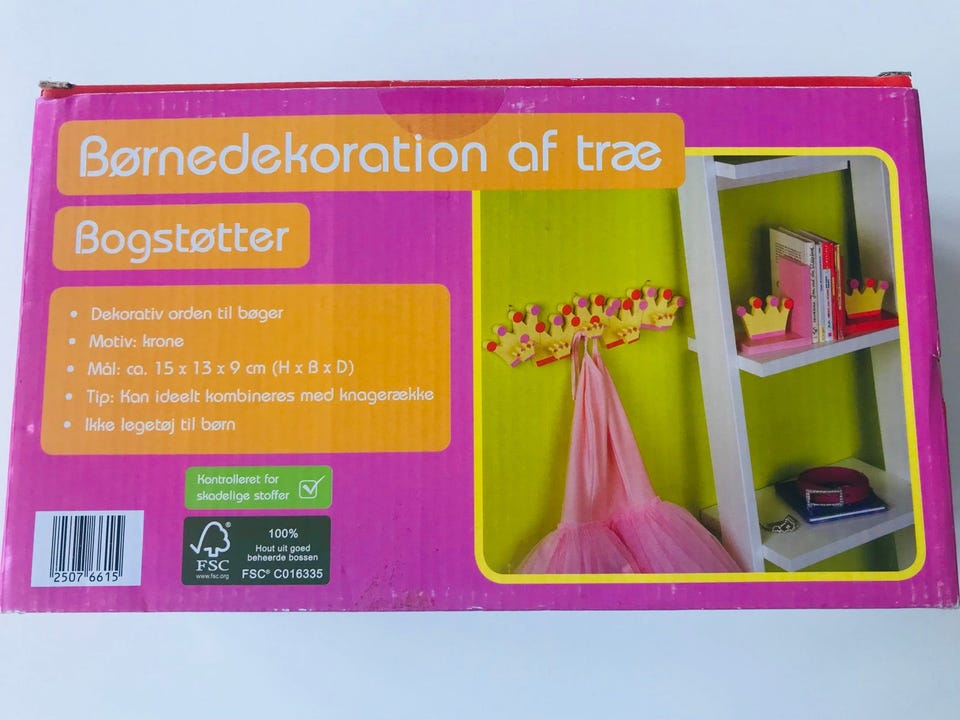 Børnedekoration af træ
Bogstøtter
• Dekorativ orden til bøger
• Motiv: krone
• Mål: ca. 15 x 13 x 9 cm (H x B x D)
• Tip: Kan ideelt kombineres med knagerække
• Ikke legetøj til børn
Kontrolleret for
skadelige stoffer
2507 6615
FSC
www.fsc.org
100%
Hout uit goed
beheerde bossen
FSC® C016335